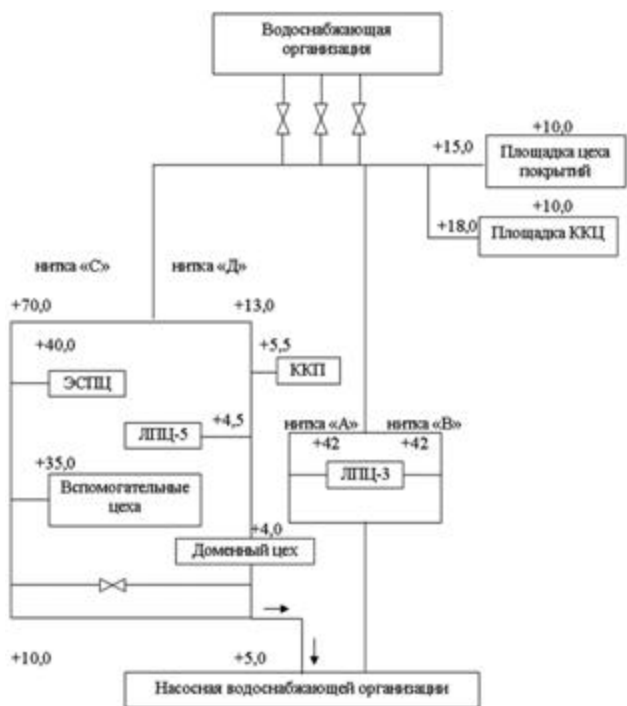 Водоснабжающая
организация
+10,0
+15,0
Площадка цеха
покрытий
+10,0
+18,0
Площадка ККЦ
нитка «С»
нитка «Д»
+70,0
+13,0
+40,0
+5,5
ЭСПЦ
ККП
нитка «А»
нитка «В»
+4,5
ЛПЦ-5
+42
+42
+35,0
ЛПЦ-3
Вспомогательные
цеха
+4,0
Доменный цех
+10,0
+5,0
Насосная водоснабжающей организации